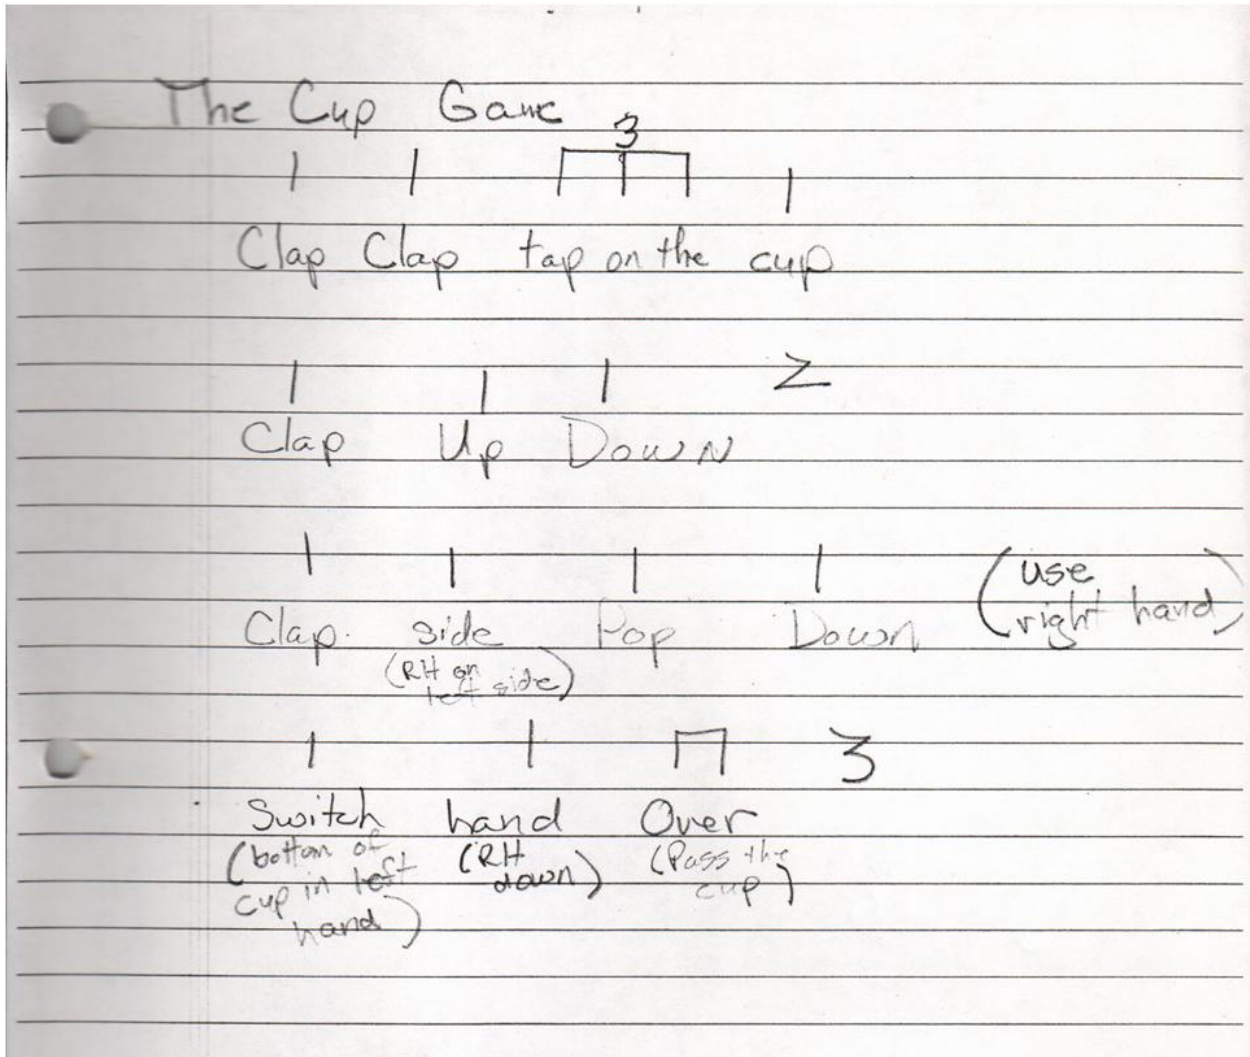 The Cup Game
3
Clap Clap tap on the cup
Clap Up Down
Clap side Pop Down (use right hand)
(RH on left side)
Switch hand Over
(bottom of cup in left hand) (RH down) (Pass the cup)